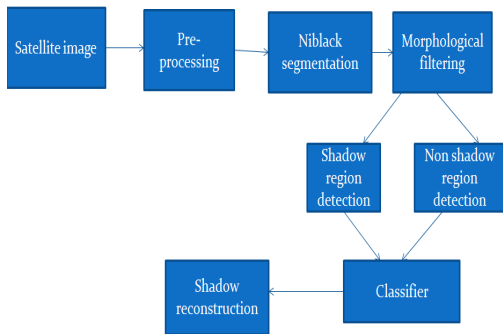 Satellite image
Pre-
processing
Niblack
segmentation
Morphological
filtering
Shadow
region
detection
Non shadow
region
detection
Shadow
reconstruction
Classifier